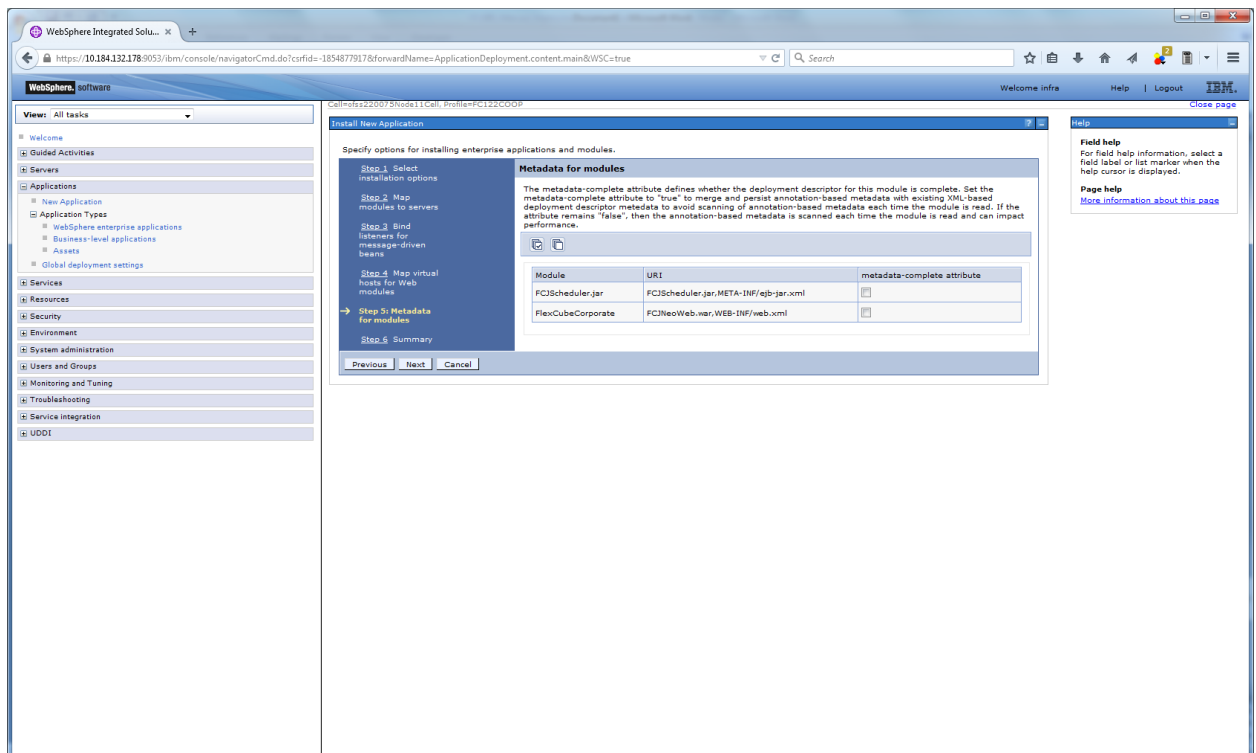 WebSphere Integrated Solu... × +
https://10.184.132.178:9053/ibm/console/navigatorCmd.do?csrfid=-1854877917&forwardName=ApplicationDeployment.content.main&WSC=true
Search
2
WebSphere. software
Welcome infra
Help | Logout
IBM.
View: All tasks
Welcome
Guided Activities
Servers
Applications
New Application
Application Types
WebSphere enterprise applications
Business-level applications
Assets
Global deployment settings
Services
Resources
Security
Environment
System administration
Users and Groups
Monitoring and Tuning
Troubleshooting
Service integration
UDDI
Cell=ofss220075Node11Cell, Profile=FC122COOP
Close page
Install New Application
? –
Specify options for installing enterprise applications and modules.
Step 1 Select
installation options
Step 2 Map
modules to servers
Step 3 Bind
listeners for
message-driven
beans
Step 4 Map virtual
hosts for Web
modules
Step 5: Metadata
for modules
Step 6 Summary
Metadata for modules
The metadata-complete attribute defines whether the deployment descriptor for this module is complete. Set the
metadata-complete attribute to "true" to merge and persist annotation-based metadata with existing XML-based
deployment descriptor metedata to avoid scanning of annotation-based metadata each time the module is read. If the
attribute remains "false", then the annotation-based metadata is scanned each time the module is read and can impact
performance.
Module URI metadata-complete attribute
FCJScheduler.jar FCJScheduler.jar,META-INF/ejb-jar.xml
FlexCubeCorporate FCJNeoWeb.war,WEB-INF/web.xml
Previous Next Cancel
Help
Field help
For field help information, select a
field label or list marker when the
help cursor is displayed.
Page help
More information about this page